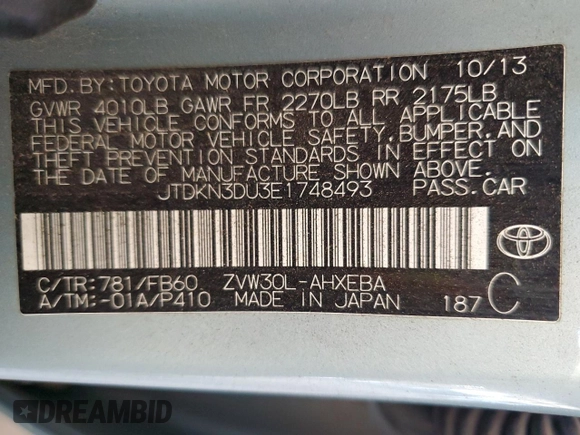 MFD. BY: TOYOTA MOTOR CORPORATION 10/13
GVWR 4010LB GAWR FR 2270LB RR 2175LB
THIS VEHICLE CONFORMS TO ALL APPLICABLE
FEDERAL MOTOR VEHICLE SAFETY, BUMPER, AND
THEFT PREVENTION STANDARDS IN EFFECT ON
THE DATE OF MANUFACTURE SHOWN ABOVE.
JTDKN3DU3E1748493 PASS. CAR
C/TR: 781/FB60 ZVW30L-AHXEBA
A/TM: -01A/P410 MADE IN JAPAN 187 C
DREAMBID